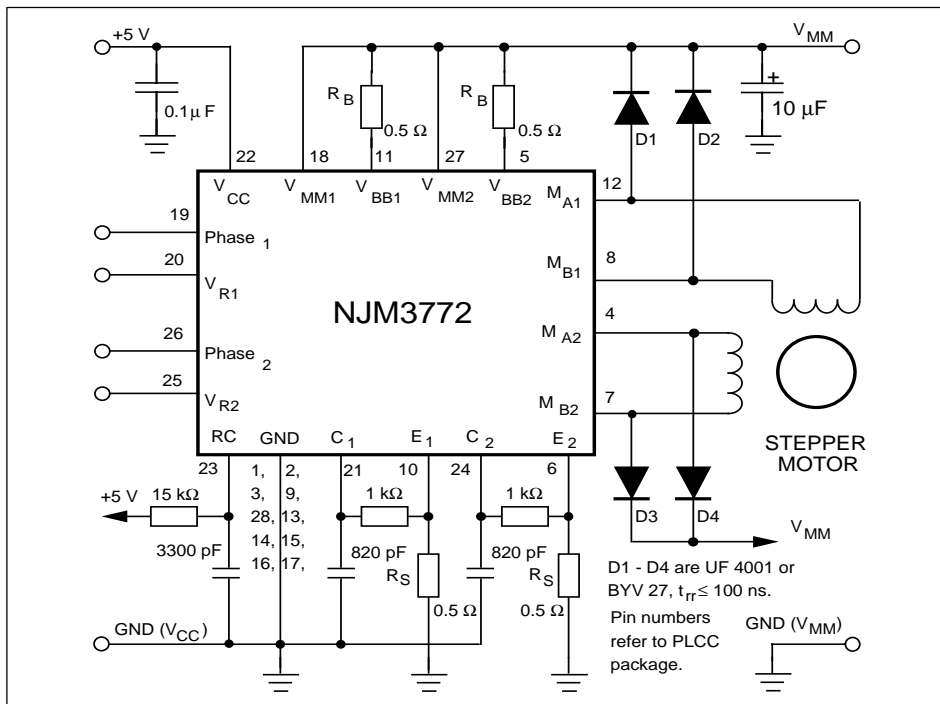 +5 V
V MM
0.1 µ F
R B
0.5 Ω
R B
0.5 Ω
+
10 µF
D1
D2
22
18
11
27
5
12
V CC
V MM1
V BB1
V MM2
V BB2
M A1
19
Phase 1
8
20
M B1
V R1
NJM3772
4
26
M A2
Phase 2
25
7
V R2
M B2
RC
GND
C 1
E 1
C 2
E 2
STEPPER
MOTOR
23
1, 2,
3, 9,
28, 13,
14, 15,
16, 17,
21
10
24
6
+5 V
15 kΩ
1 kΩ
1 kΩ
D3
D4
V MM
3300 pF
820 pF
820 pF
R S
0.5 Ω
R S
0.5 Ω
D1 - D4 are UF 4001 or
BYV 27, t rr ≤ 100 ns.
Pin numbers
refer to PLCC
package.
GND (V CC)
GND (V MM)